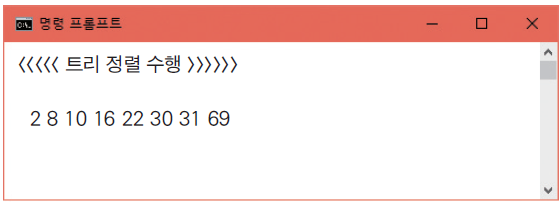 명령 프롬프트
<<<<< 트리 정렬 수행 >>>>>>
2 8 10 16 22 30 31 69